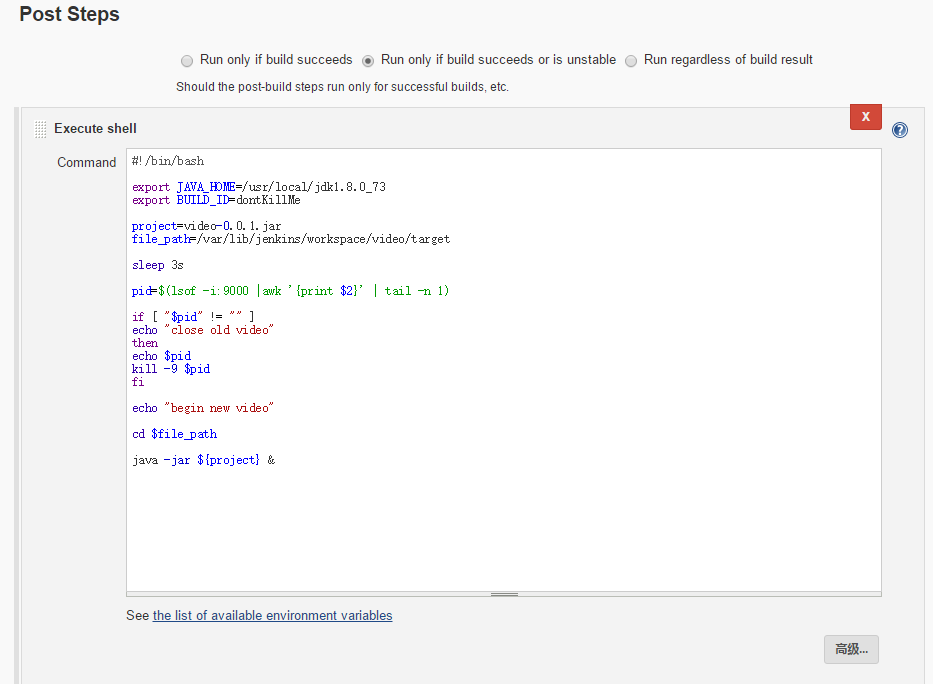 Post Steps
Run only if build succeeds Run only if build succeeds or is unstable Run regardless of build result
Should the post-build steps run only for successful builds, etc.
X
Execute shell
?
Command
#!/bin/bash
export JAVA_HOME=/usr/local/jdk1.8.0_73
export BUILD_ID=dontKillMe
project=video-0.0.1.jar
file_path=/var/lib/jenkins/workspace/video/target
sleep 3s
pid=$(lsof -i:9000 |awk '{print $2}' | tail -n 1)
if [ "$pid" != "" ]
echo "close old video"
then
echo $pid
kill -9 $pid
fi
echo "begin new video"
cd $file_path
java -jar ${project} &
See the list of available environment variables
高级...